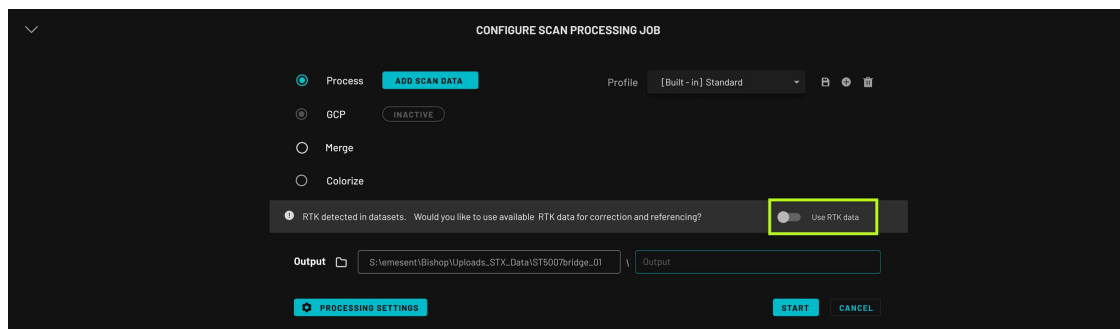 CONFIGURE SCAN PROCESSING JOB
Process ADD SCAN DATA Profile [Built - in] Standard
GCP INACTIVE
Merge
Colorize
RTK detected in datasets. Would you like to use available RTK data for correction and referencing? Use RTK data
Output S:\emesent\Bishop\Uploads_STX_Data\ST5007bridge_01 \ Output
PROCESSING SETTINGS START CANCEL